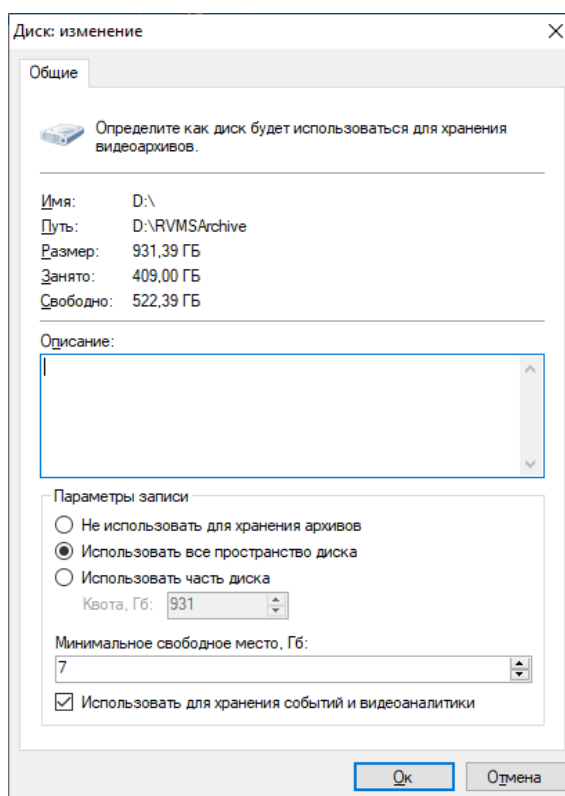 Диск: изменение
Общие
Определите как диск будет использоваться для хранения
видеоархивов.
Имя: D:\
Путь: D:\RVMSArchive
Размер: 931,39 ГБ
Занято: 409,00 ГБ
Свободно: 522,39 ГБ
Описание:
Параметры записи
Не использовать для хранения архивов
Использовать все пространство диска
Использовать часть диска
Квота, Гб: 931
Минимальное свободное место, Гб:
7
Использовать для хранения событий и видеоаналитики
Ок Отмена